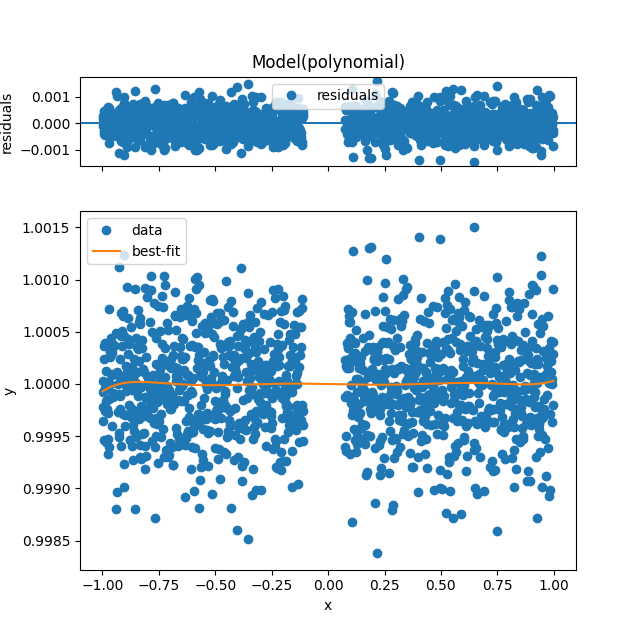 Model(polynomial)
residuals
0.001
0.000
−0.001
residuals
1.0015
1.0010
1.0005
1.0000
0.9995
0.9990
0.9985
y
data
best-fit
−1.00 −0.75 −0.50 −0.25 0.00 0.25 0.50 0.75 1.00
x